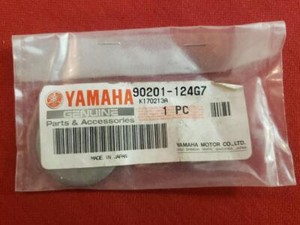 YAMAHA 90201-124G7
K170213A
GENUINE
Parts & Accessories
1 PC
MADE IN JAPAN
YAMAHA MOTOR CO.,LTD.